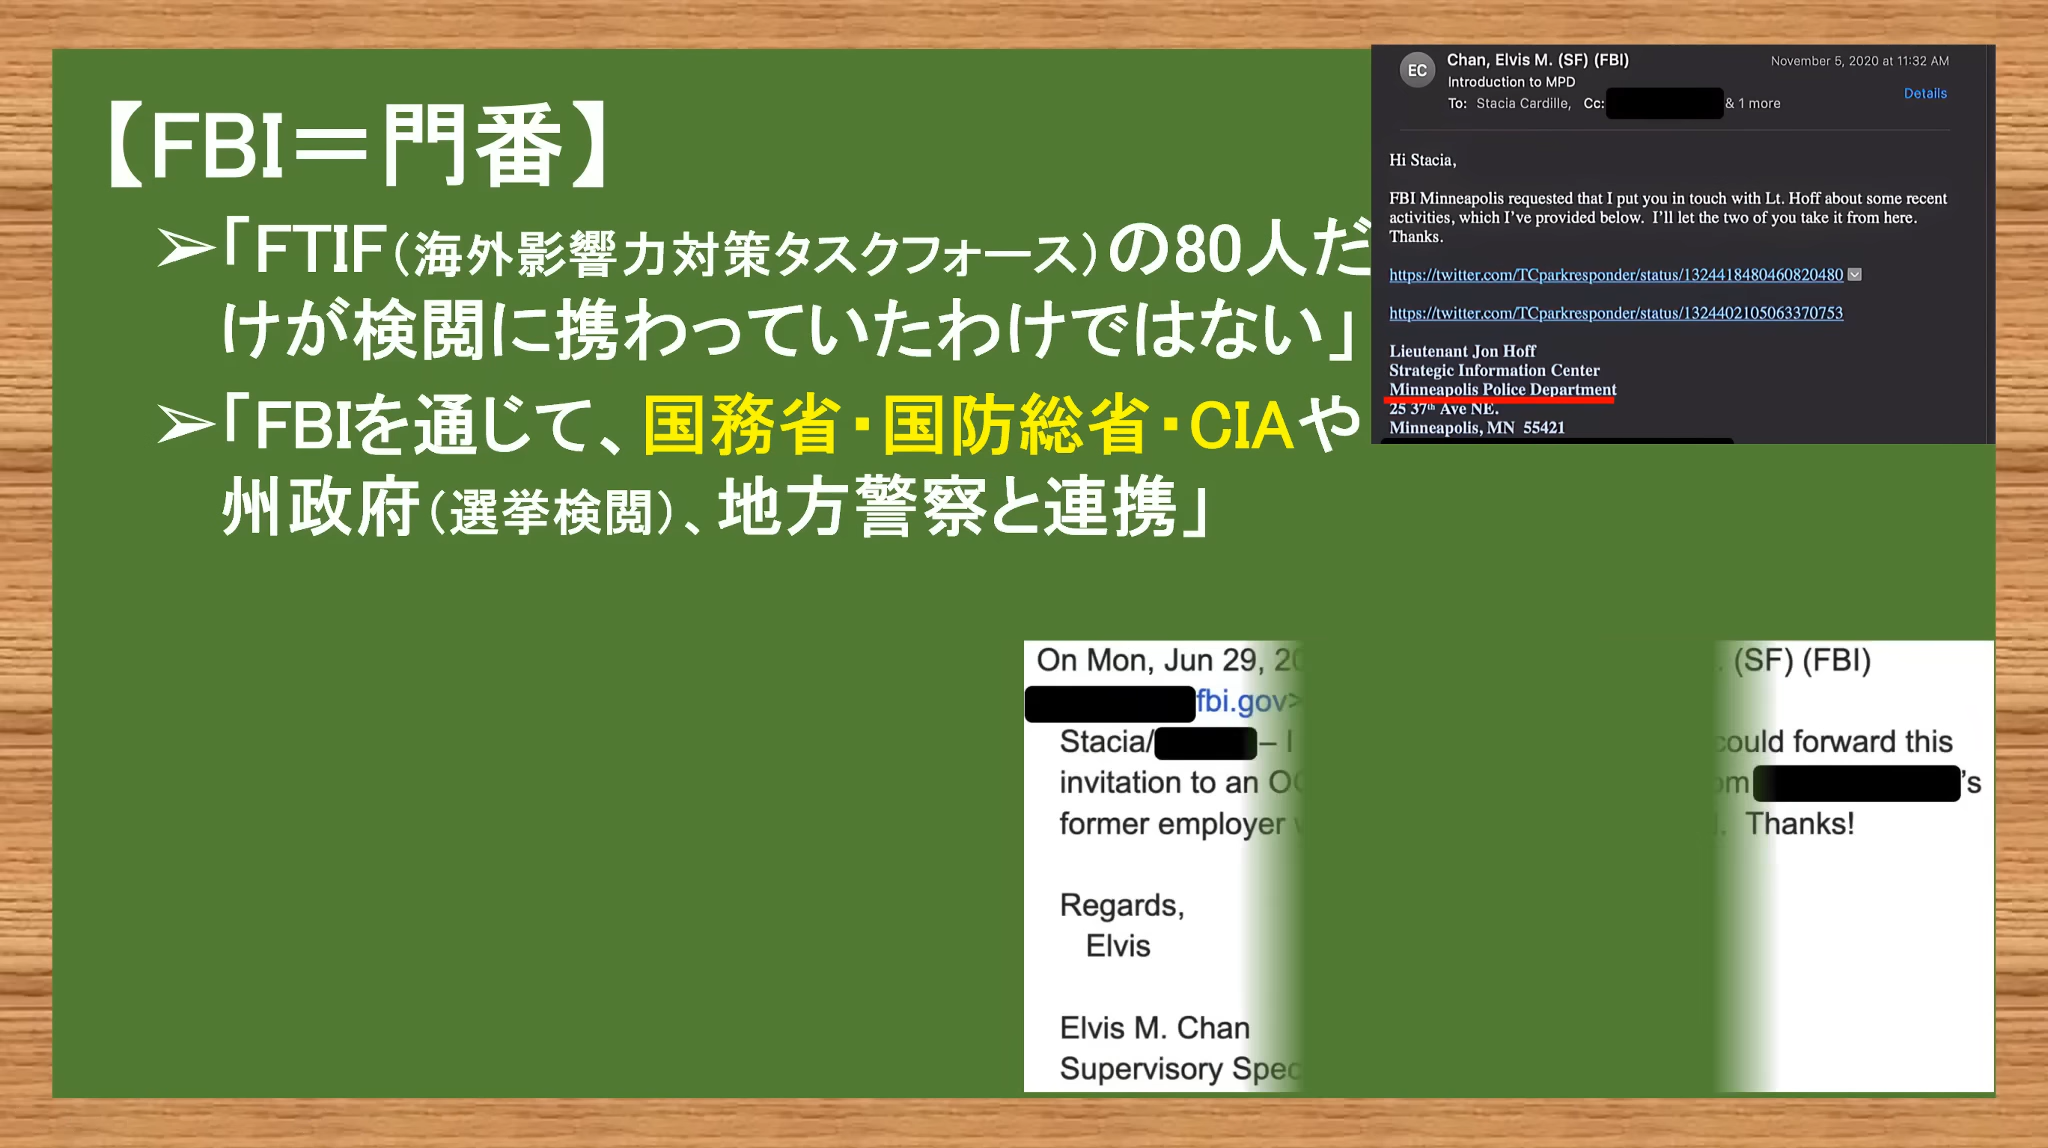 【FBI＝門番】
➢「FTIF（海外影響力対策タスクフォース）の80人だ
けが検閲に携わっていたわけではない」
➢「FBIを通じて、国務省・国防総省・CIAや
州政府（選挙検閲）、地方警察と連携」
EC
Chan, Elvis M. (SF) (FBI)
November 5, 2020 at 11:32 AM
Introduction to MPD
To: Stacia Cardille, Cc: & 1 more
Details
Hi Stacia,
FBI Minneapolis requested that I put you in touch with Lt. Hoff about some recent
activities, which I've provided below. I'll let the two of you take it from here.
Thanks.
https://twitter.com/TCparkresponder/status/1324418480460820480
https://twitter.com/TCparkresponder/status/1324402105063370753
Lieutenant Jon Hoff
Strategic Information Center
Minneapolis Police Department
25 37th Ave NE.
Minneapolis, MN 55421
On Mon, Jun 29, (SF) (FBI)
fbi.gov>
Stacia/ – I could forward this
invitation to an 's
former employer Thanks!
Regards,
Elvis
Elvis M. Chan
Supervisory